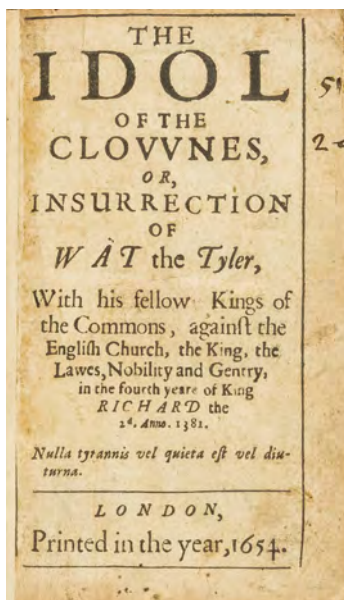 THE
IDOL
OF THE
CLOVVNES,
OR,
INSURRECTION
OF
WAT the Tyler,
With his fellow Kings of
the Commons, againſt the
Engliſh Church, the King, the
Lawes, Nobility and Gentry,
in the fourth yeare of King
RICHARD the
2d. Anno. 1381.
Nulla tyrannis vel quieta eſt vel diu-
turna.
LONDON,
Printed in the year, 1654.